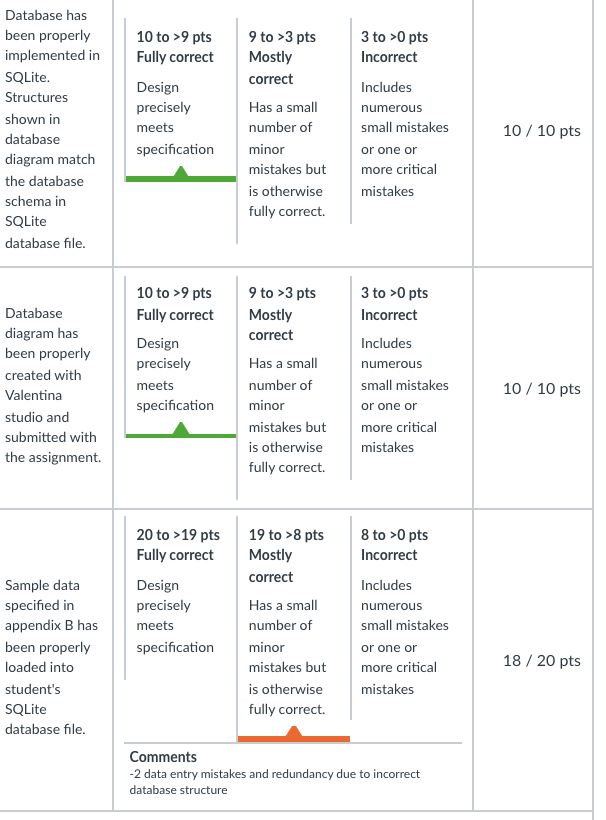 Database has
been properly
implemented in
SQLite.
Structures
shown in
database
diagram match
the database
schema in
SQLite
database file.
10 to >9 pts
Fully correct
Design
precisely
meets
specification
9 to >3 pts
Mostly
correct
Has a small
number of
minor
mistakes but
is otherwise
fully correct.
3 to >0 pts
Incorrect
Includes
numerous
small mistakes
or one or
more critical
mistakes
10 / 10 pts
Database
diagram has
been properly
created with
Valentina
studio and
submitted with
the assignment.
10 to >9 pts
Fully correct
Design
precisely
meets
specification
9 to >3 pts
Mostly
correct
Has a small
number of
minor
mistakes but
is otherwise
fully correct.
3 to >0 pts
Incorrect
Includes
numerous
small mistakes
or one or
more critical
mistakes
10 / 10 pts
Sample data
specified in
appendix B has
been properly
loaded into
student's
SQLite
database file.
20 to >19 pts
Fully correct
Design
precisely
meets
specification
19 to >8 pts
Mostly
correct
Has a small
number of
minor
mistakes but
is otherwise
fully correct.
8 to >0 pts
Incorrect
Includes
numerous
small mistakes
or one or
more critical
mistakes
Comments
-2 data entry mistakes and redundancy due to incorrect
database structure
18 / 20 pts